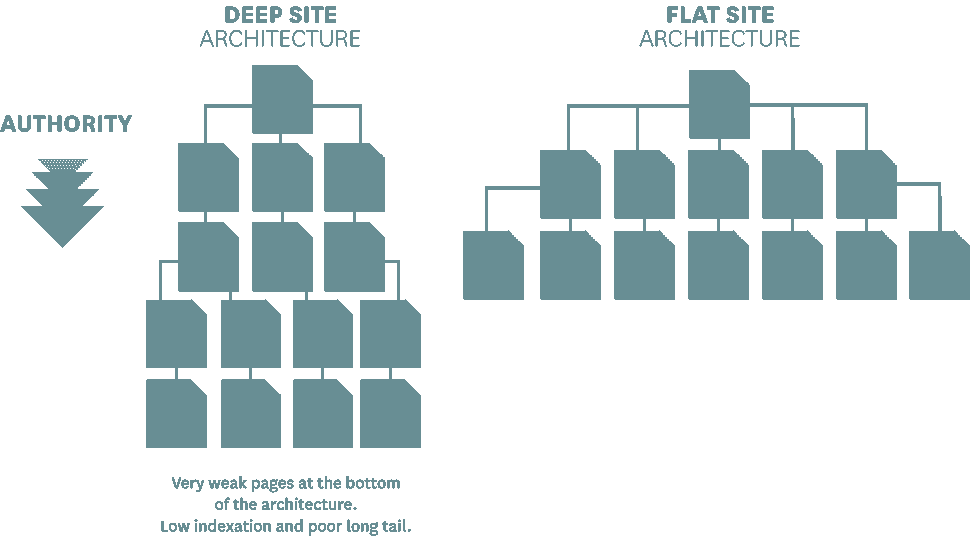 DEEP SITE
ARCHITECTURE
FLAT SITE
ARCHITECTURE
AUTHORITY
Very weak pages at the bottom
of the architecture.
Low indexation and poor long tail.